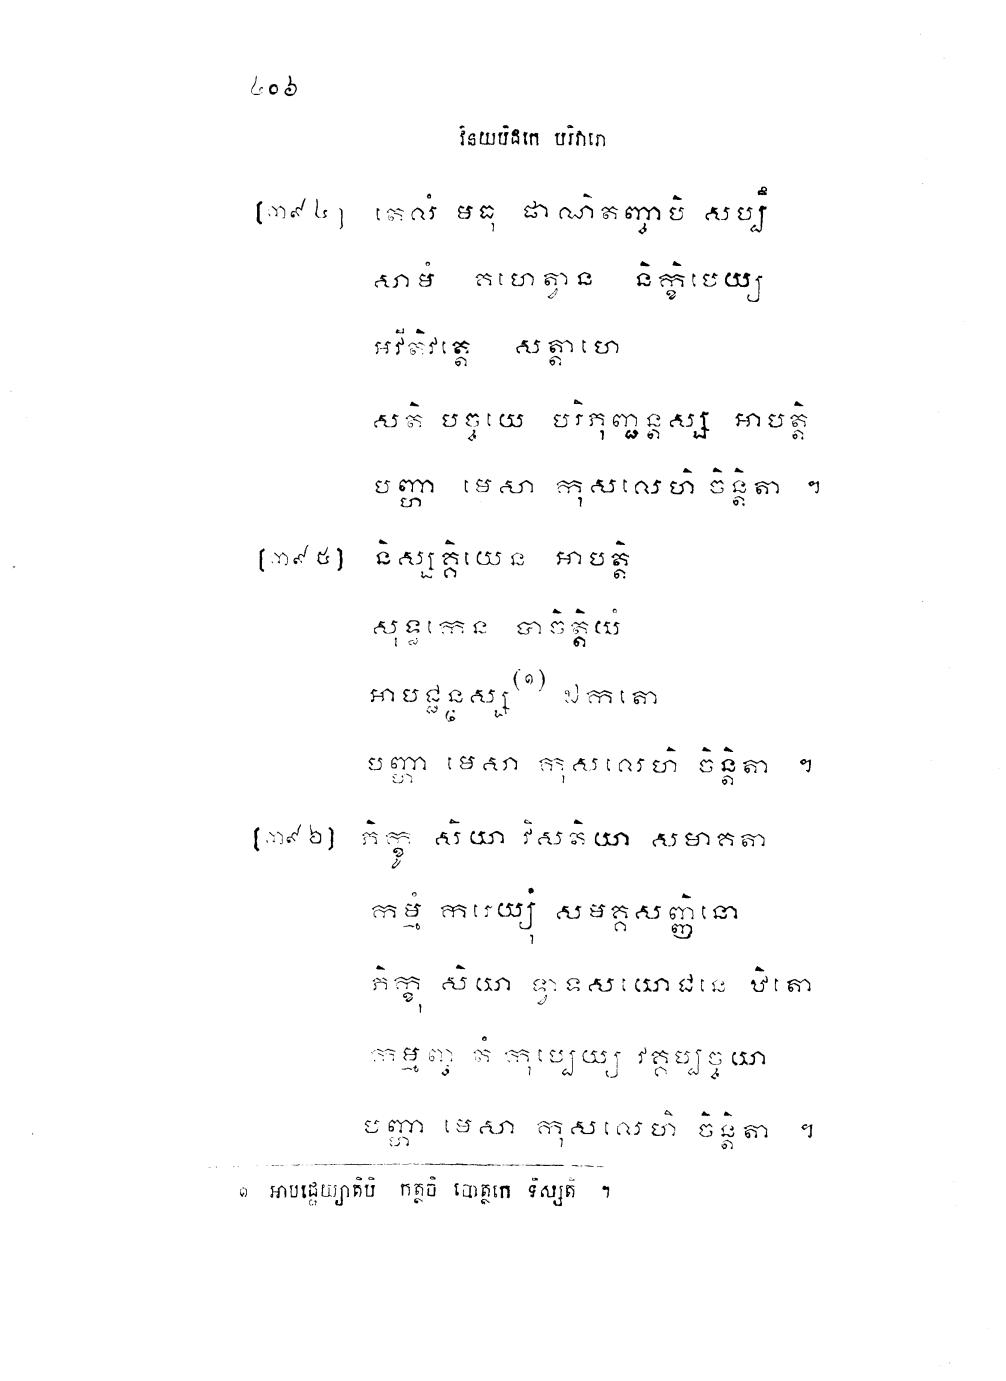 ៤០៦
វិនយបិដកេ បរិវារោ
[៣៩៤] តេលំ មធុ ផាណិតញ្ចាបិ សប្បឹ
សាមំ គហេត្វាន និក្ខិបេយ្យ
អវីតិវត្តេ សត្តាហេ
សតិ បច្ចយេ បរិភុញ្ជន្តស្ស អាបត្តិ
បញ្ហា មេសា កុសលេហិ ចិន្តិតា ។
[៣៩៥] និស្សគ្គិយេន អាបត្តិ
សុទ្ធកេន បាចិត្តិយំ
អាបជ្ជន្តស្ស(១) ឯកតោ
បញ្ហា មេសា កុសលេហិ ចិន្តិតា ។
[៣៩៦] ភិក្ខូ សិយា វីសតិយា សមាគតា
កម្មំ ករេយ្យុំ សមគ្គសញ្ញិនោ
ភិក្ខុ សិយា ទ្វាទសយោជនេ ឋិតោ
កម្មញ្ច តំ កុប្បេយ្យ វគ្គប្បច្ចយា
បញ្ហា មេសា កុសលេហិ ចិន្តិតា ។
១ អាបជ្ជេយ្យាតិបិ កត្ថចិ បោត្ថកេ ទិស្សតិ ។